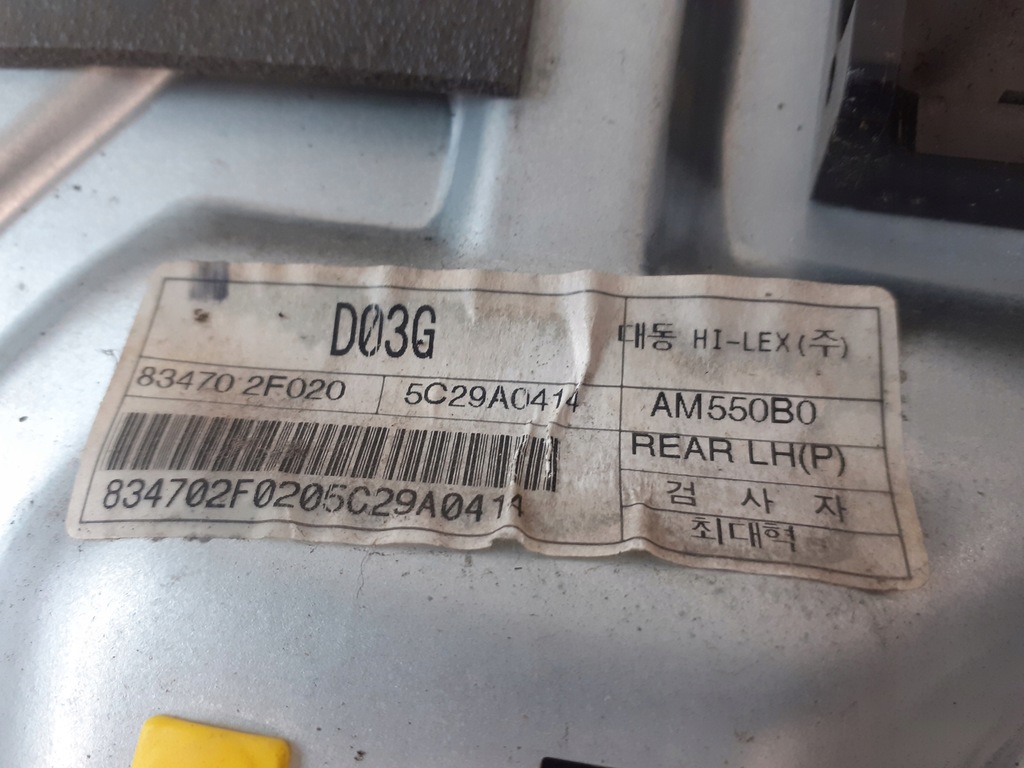 D03G
대동 HI-LEX(주)
83470 2F020
5C29A0414
AM550B0
REAR LH(P)
834702F0205C29A0414
검 사 자
최대혁